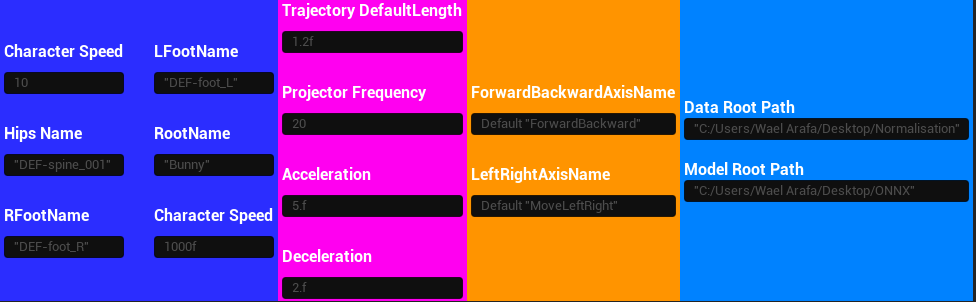 Character Speed
10
Hips Name
"DEF-spine_001"
RFootName
"DEF-foot_R"
LFootName
"DEF-foot_L"
RootName
"Bunny"
Character Speed
1000f
Trajectory DefaultLength
1.2f
Projector Frequency
20
Acceleration
5.f
Deceleration
2.f
ForwardBackwardAxisName
Default "ForwardBackward"
LeftRightAxisName
Default "MoveLeftRight"
Data Root Path
"C:/Users/Wael Arafa/Desktop/Normalisation"
Model Root Path
"C:/Users/Wael Arafa/Desktop/ONNX"